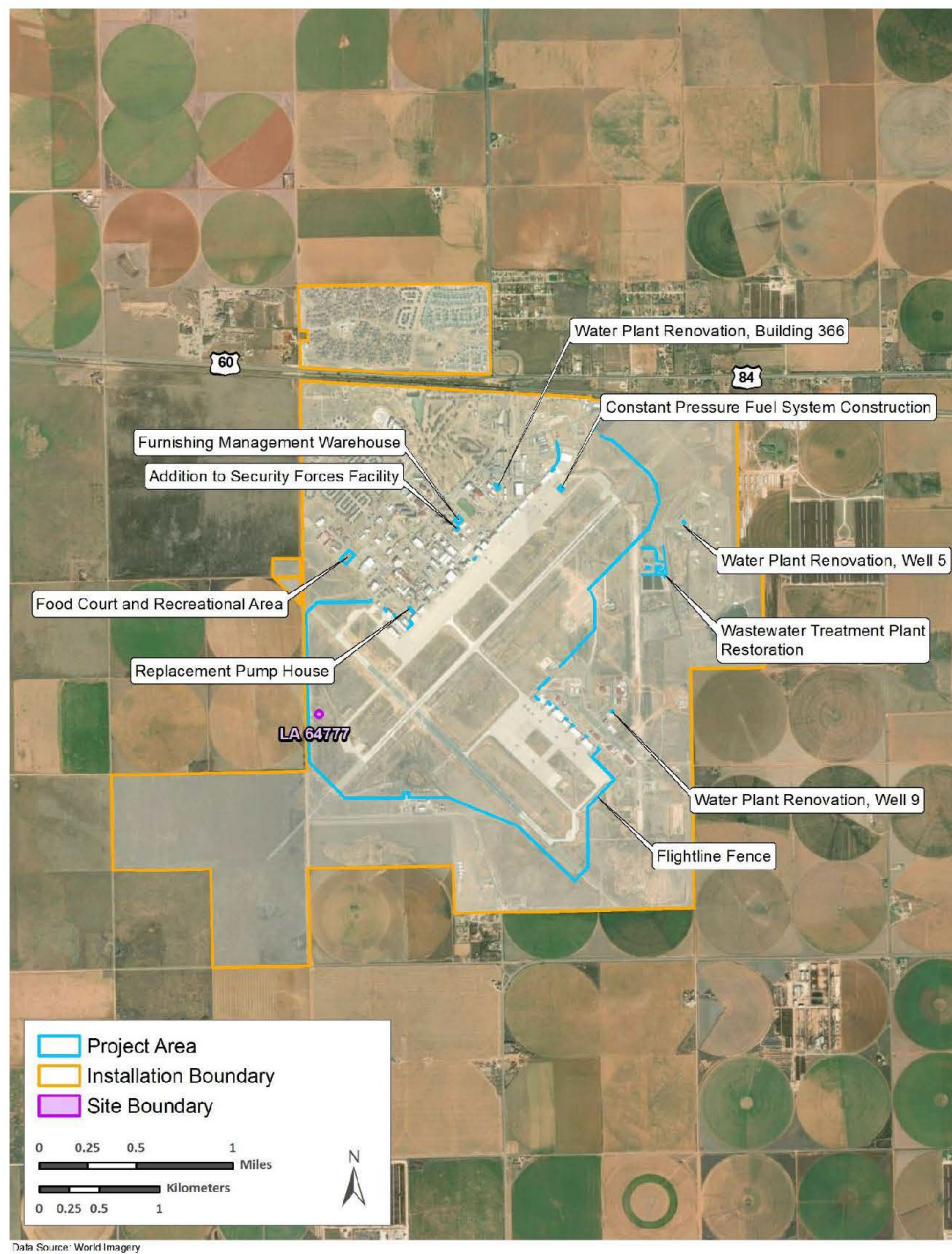 Water Plant Renovation, Building 366
60
84
Constant Pressure Fuel System Construction
Furnishing Management Warehouse
Addition to Security Forces Facility
Water Plant Renovation, Well 5
Food Court and Recreational Area
Wastewater Treatment Plant
Restoration
Replacement Pump House
LA 64777
Water Plant Renovation, Well 9
Flightline Fence
Project Area
Installation Boundary
Site Boundary
0 0.25 0.5 1
Miles
N
Kilometers
0 0.25 0.5 1
Data Source: World Imagery